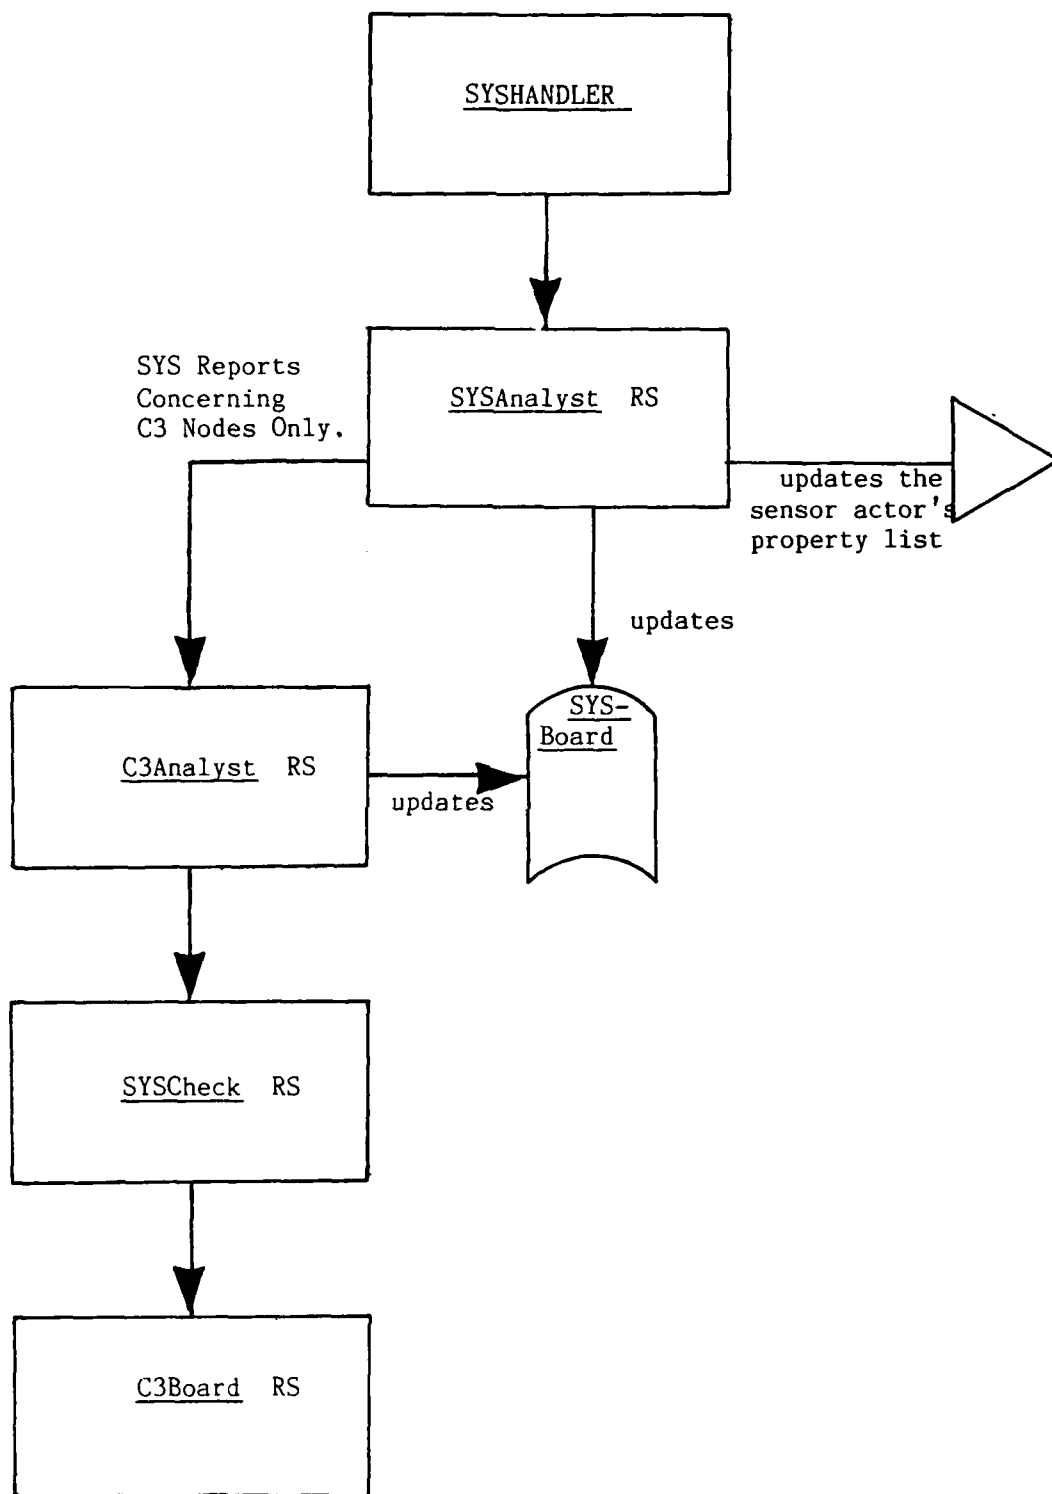 SYSHANDLER
SYS Reports
Concerning
C3 Nodes Only.
SYSAnalyst RS
updates the
sensor actor's
property list
updates
SYS-
Board
C3Analyst RS
updates
SYSCheck RS
C3Board RS